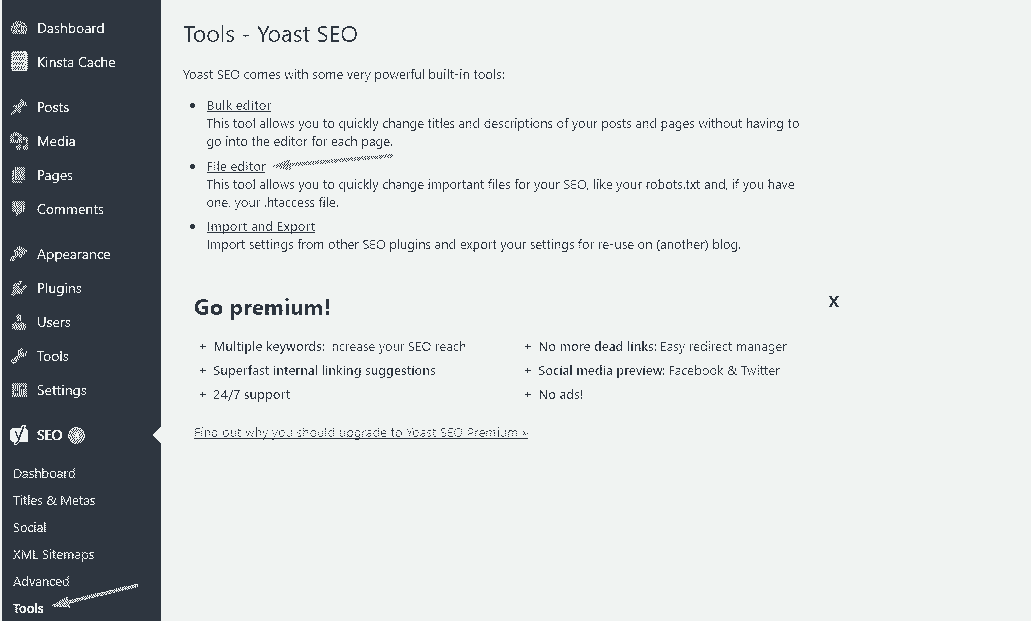 Dashboard
Kinsta Cache
Posts
Media
Pages
Comments
Appearance
Plugins
Users
Tools
Settings
SEO
Dashboard
Titles & Metas
Social
XML Sitemaps
Advanced
Tools
Tools - Yoast SEO
Yoast SEO comes with some very powerful built-in tools:
Bulk editor
This tool allows you to quickly change titles and descriptions of your posts and pages without having to
go into the editor for each page.
File editor
This tool allows you to quickly change important files for your SEO, like your robots.txt and, if you have
one, your .htaccess file.
Import and Export
Import settings from other SEO plugins and export your settings for re-use on (another) blog.
Go premium!
X
+ Multiple keywords: Increase your SEO reach
+ Superfast internal linking suggestions
+ 24/7 support
+ No more dead links: Easy redirect manager
+ Social media preview: Facebook & Twitter
+ No ads!
Find out why you should upgrade to Yoast SEO Premium »